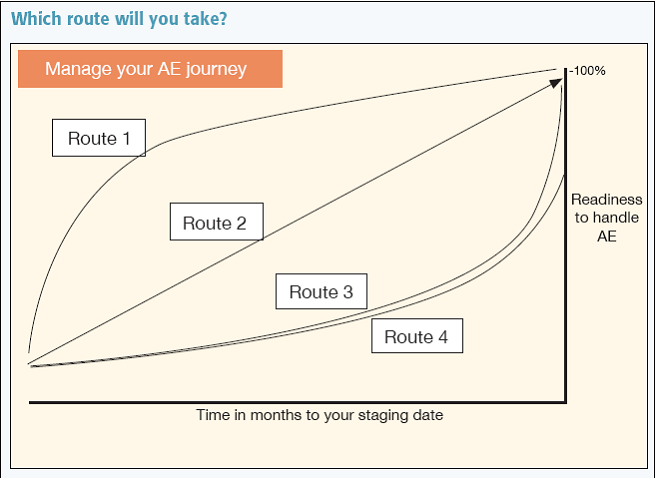 Which route will you take?
Manage your AE journey
-100%
Route 1
Route 2
Readiness
to handle
AE
Route 3
Route 4
Time in months to your staging date